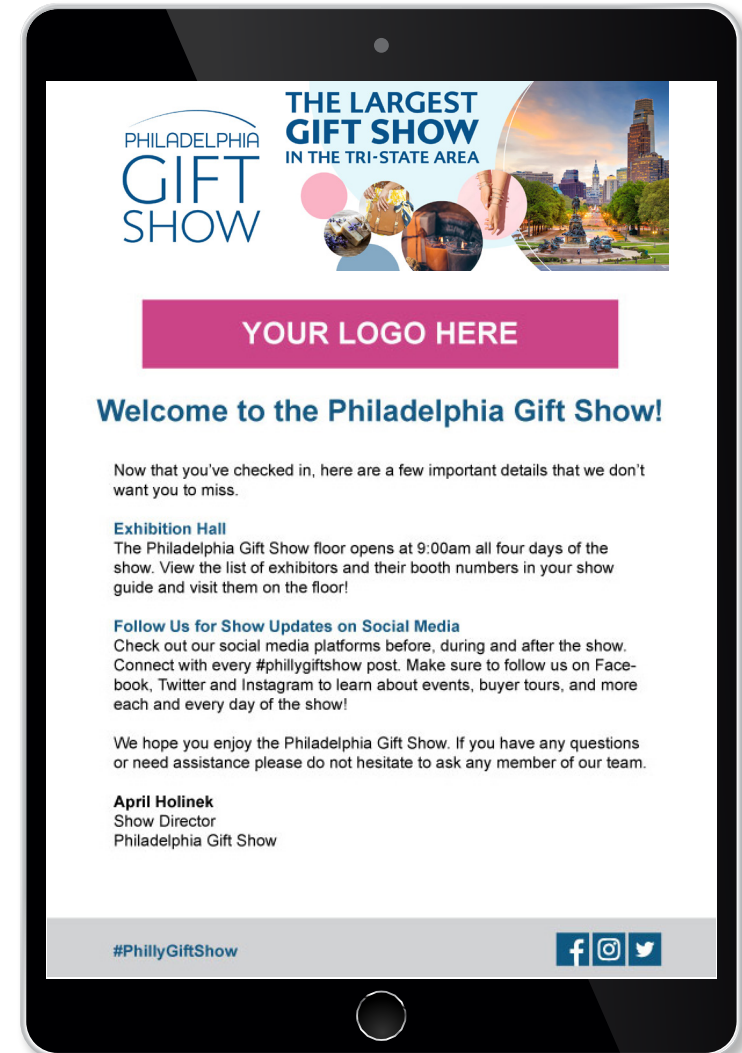 PHILADELPHIA
GIFT
SHOW
THE LARGEST
GIFT SHOW
IN THE TRI-STATE AREA
YOUR LOGO HERE
Welcome to the Philadelphia Gift Show!
Now that you've checked in, here are a few important details that we don't
want you to miss.
Exhibition Hall
The Philadelphia Gift Show floor opens at 9:00am all four days of the
show. View the list of exhibitors and their booth numbers in your show
guide and visit them on the floor!
Follow Us for Show Updates on Social Media
Check out our social media platforms before, during and after the show.
Connect with every #phillygiftshow post. Make sure to follow us on Face-
book, Twitter and Instagram to learn about events, buyer tours, and more
each and every day of the show!
We hope you enjoy the Philadelphia Gift Show. If you have any questions
or need assistance please do not hesitate to ask any member of our team.
April Holinek
Show Director
Philadelphia Gift Show
#PhillyGiftShow